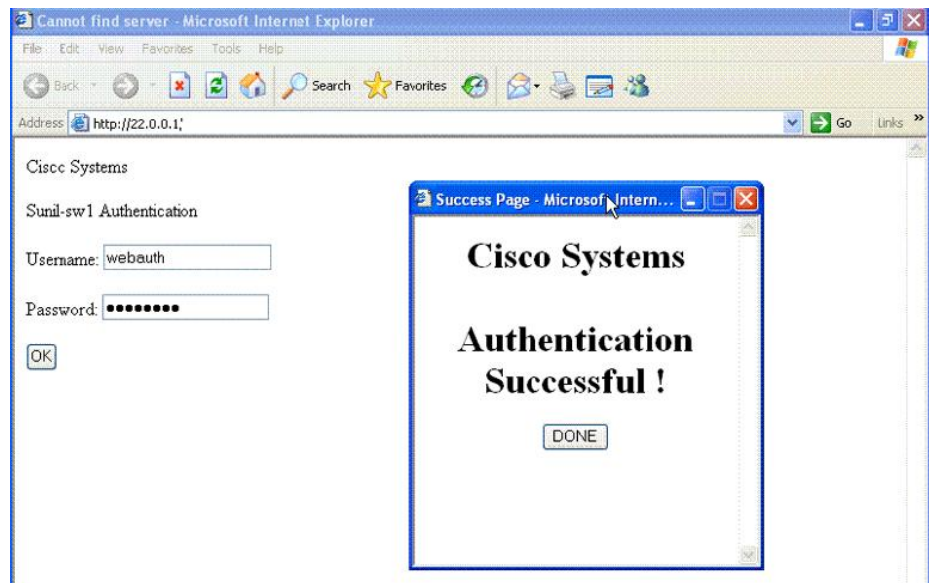 Cannot find server - Microsoft Internet Explorer
File Edit View Favorites Tools Help
Back Search Favorites
Address http://22.0.0.1; Go Links »
Ciscc Systems
Sunil-sw1 Authentication
Username: webauth
Password: ●●●●●●●●
OK
Success Page - Microsoft Intern...
Cisco Systems
Authentication
Successful !
DONE